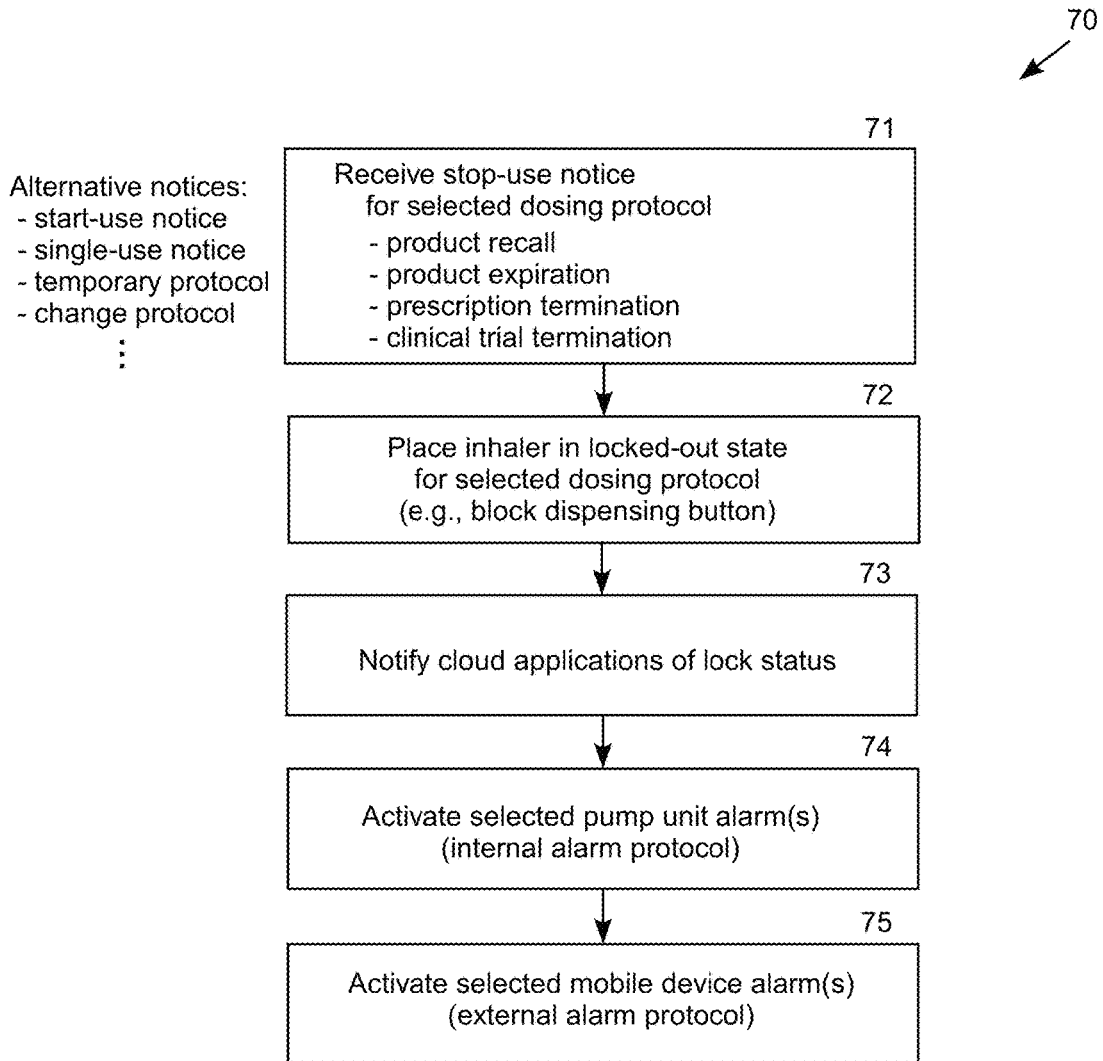 70
71
Alternative notices:
- start-use notice
- single-use notice
- temporary protocol
- change protocol
⋮
Receive stop-use notice
for selected dosing protocol
- product recall
- product expiration
- prescription termination
- clinical trial termination
72
Place inhaler in locked-out state
for selected dosing protocol
(e.g., block dispensing button)
73
Notify cloud applications of lock status
74
Activate selected pump unit alarm(s)
(internal alarm protocol)
75
Activate selected mobile device alarm(s)
(external alarm protocol)